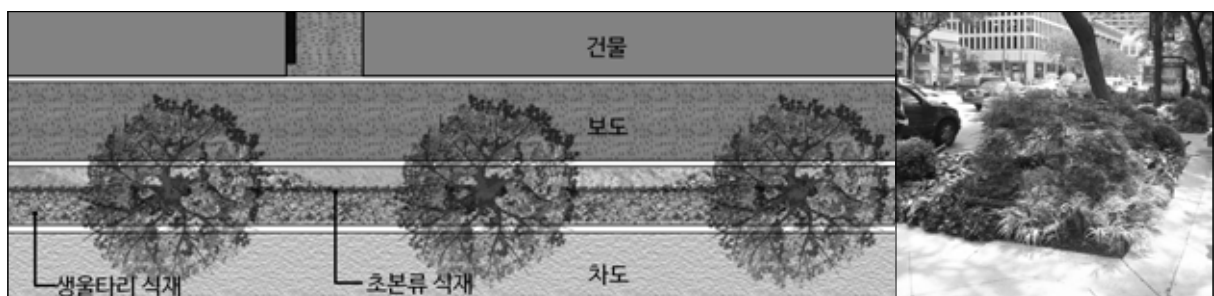 건물
보도
차도
생울타리 식재
초본류 식재